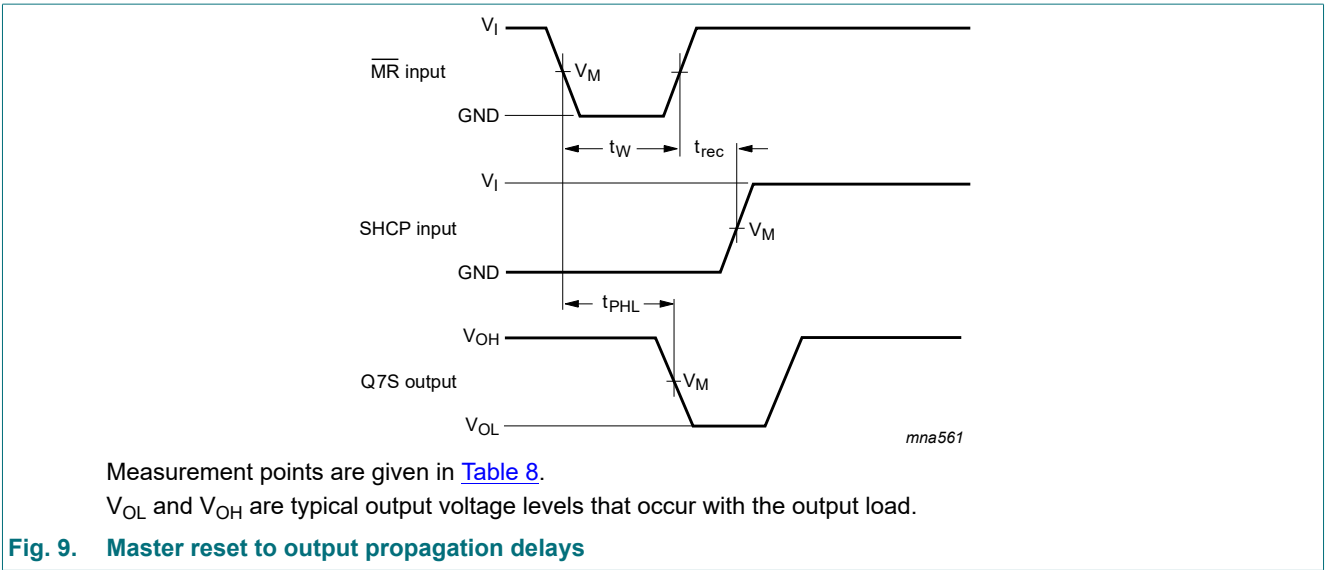 V_I
MR̅ input
V_M
GND
t_W
t_rec
V_I
SHCP input
V_M
GND
t_PHL
V_OH
Q7S output
V_M
V_OL
mna561
Measurement points are given in Table 8.
V_OL and V_OH are typical output voltage levels that occur with the output load.
Fig. 9. Master reset to output propagation delays